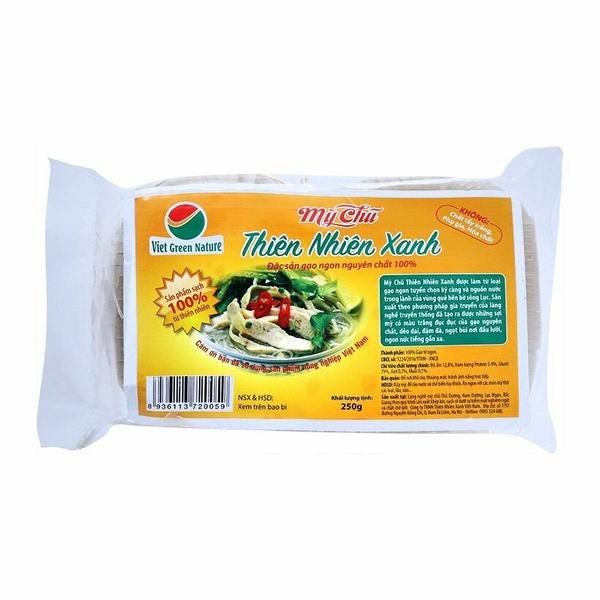 Viet Green Nature
Mỳ Chũ
Thiên Nhiên Xanh
Đặc sản gạo ngon nguyên chất 100%
KHÔNG:
Chất tẩy trắng,
Phụ gia, Hóa chất
Sản phẩm sạch
100%
từ thiên nhiên
Cám ơn bạn đã sử dụng sản phẩm nông nghiệp Việt Nam
8 936113 720059
NSX & HSD:
Xem trên bao bì
Khối lượng tịnh:
250g
Mỳ Chũ Thiên Nhiên Xanh được làm từ loại
gạo ngon tuyển chọn kỹ càng và nguồn nước
trong lành của vùng quê bên bờ sông Lục. Sản
xuất theo phương pháp gia truyền của làng
nghề truyền thống đã tạo ra được những sợi
mỳ có màu trắng đục của gạo nguyên
chất, dẻo dai, đậm đà, ngọt bùi nơi đầu lưỡi,
ngon nức tiếng gần xa.
Thành phần: 100% Gạo tẻ ngon.